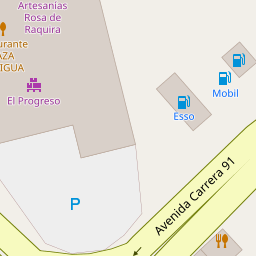 Artesanías
Rosa de
Raquira
urante
AZA
IGUA
El Progreso
Esso
Mobil
P
Avenida Carrera 91